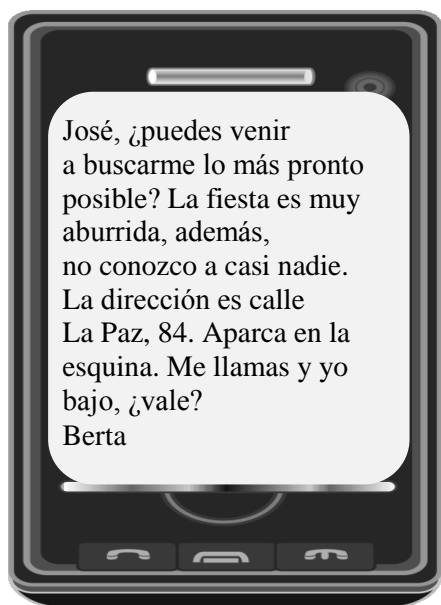 José, ¿puedes venir
a buscarme lo más pronto
posible? La fiesta es muy
aburrida, además,
no conozco a casi nadie.
La dirección es calle
La Paz, 84. Aparca en la
esquina. Me llamas y yo
bajo, ¿vale?
Berta